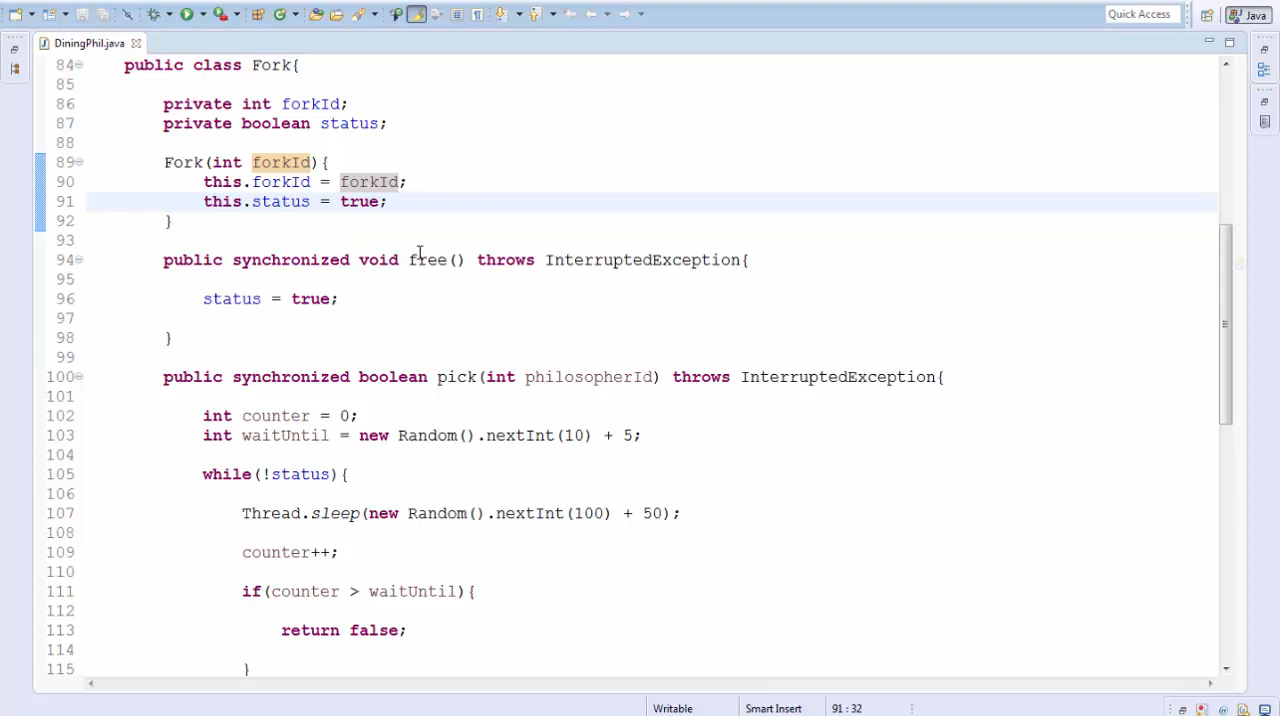 Quick Access
Java
DiningPhil.java
84 public class Fork{
85
86 private int forkId;
87 private boolean status;
88
89 Fork(int forkId){
90 this.forkId = forkId;
91 this.status = true;
92 }
93
94 public synchronized void free() throws InterruptedException{
95
96 status = true;
97
98 }
99
100 public synchronized boolean pick(int philosopherId) throws InterruptedException{
101
102 int counter = 0;
103 int waitUntil = new Random().nextInt(10) + 5;
104
105 while(!status){
106
107 Thread.sleep(new Random().nextInt(100) + 50);
108
109 counter++;
110
111 if(counter > waitUntil){
112
113 return false;
114
115 }
Writable
Smart Insert
91 : 32